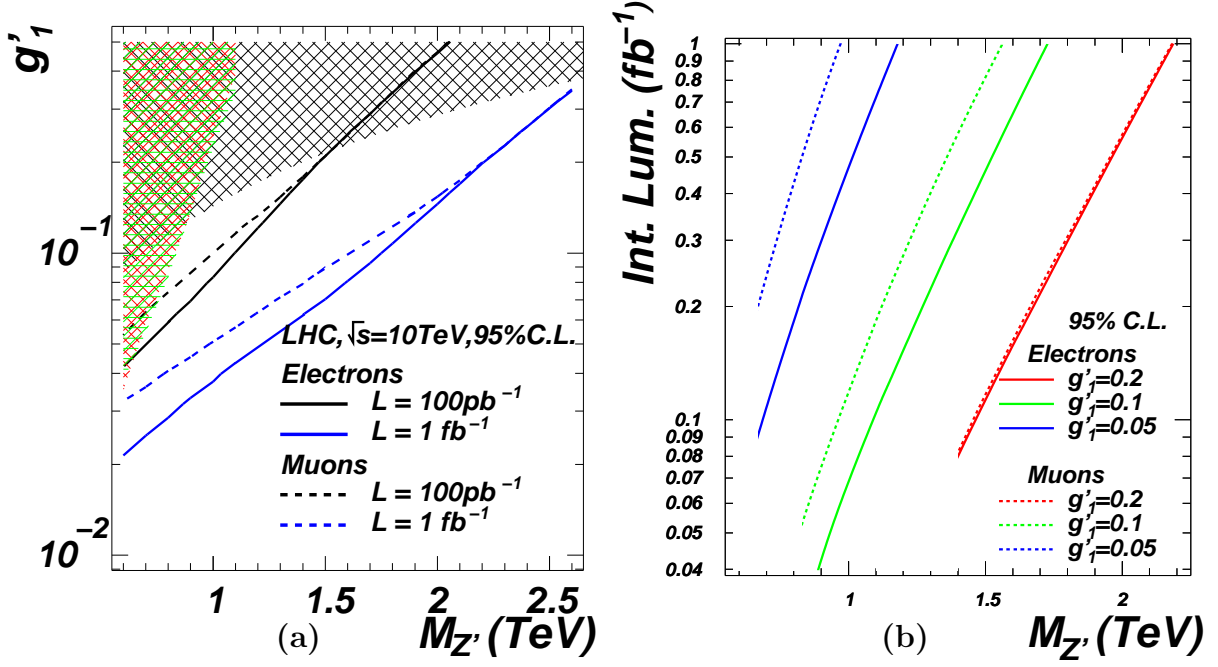 g'₁
10⁻¹
10⁻²
LHC, √s=10TeV,95%C.L.
Electrons
L = 100pb⁻¹
L = 1 fb⁻¹
Muons
L = 100pb⁻¹
L = 1 fb⁻¹
1 1.5 2 2.5
(a) M_Z' (TeV)
Int. Lum. (fb⁻¹)
1
0.9
0.8
0.7
0.6
0.5
0.4
0.3
0.2
0.1
0.09
0.08
0.07
0.06
0.05
0.04
95% C.L.
Electrons
g'₁=0.2
g'₁=0.1
g'₁=0.05
Muons
g'₁=0.2
g'₁=0.1
g'₁=0.05
1 1.5 2
(b) M_Z' (TeV)